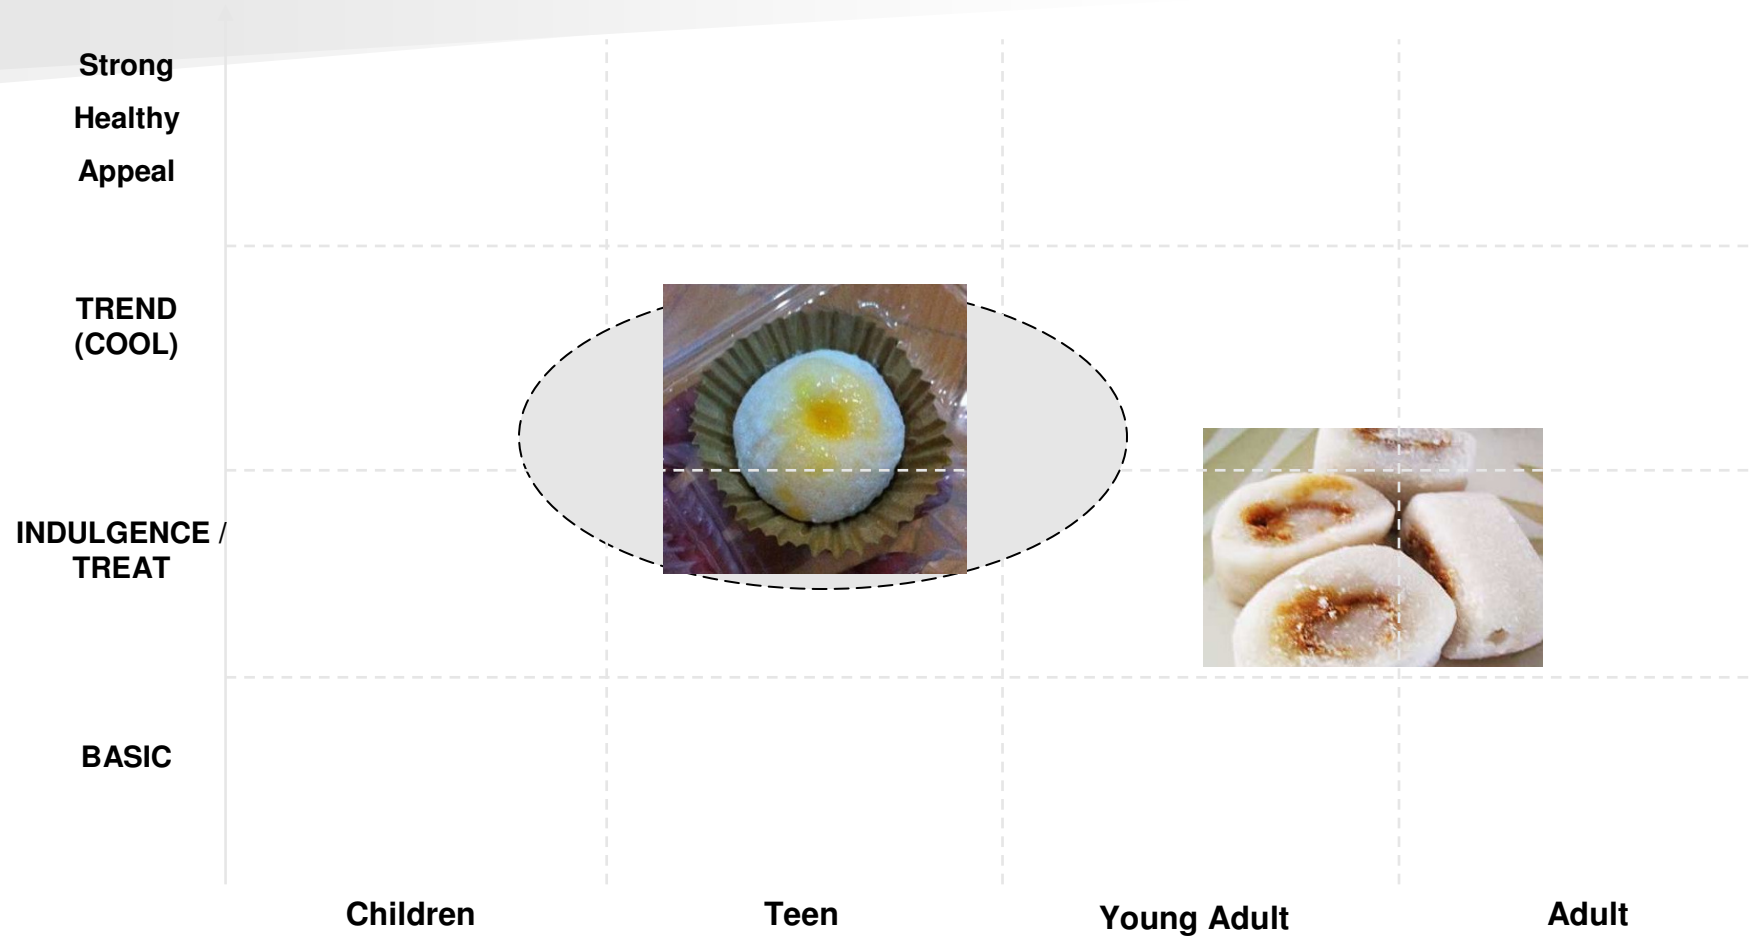 Strong
Healthy
Appeal
TREND
(COOL)
INDULGENCE /
TREAT
BASIC
Children
Teen
Young Adult
Adult